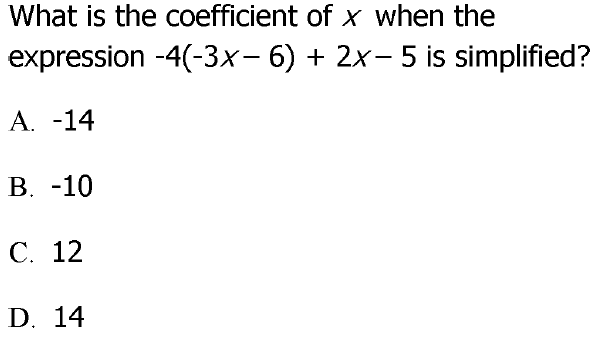 What is the coefficient of x when the
expression -4(-3x – 6) + 2x – 5 is simplified?
A. -14
B. -10
C. 12
D. 14